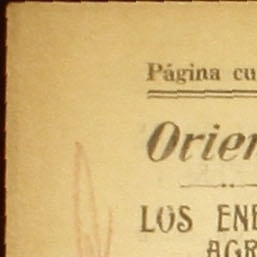 Página cu
Orien
LOS ENE
AGR